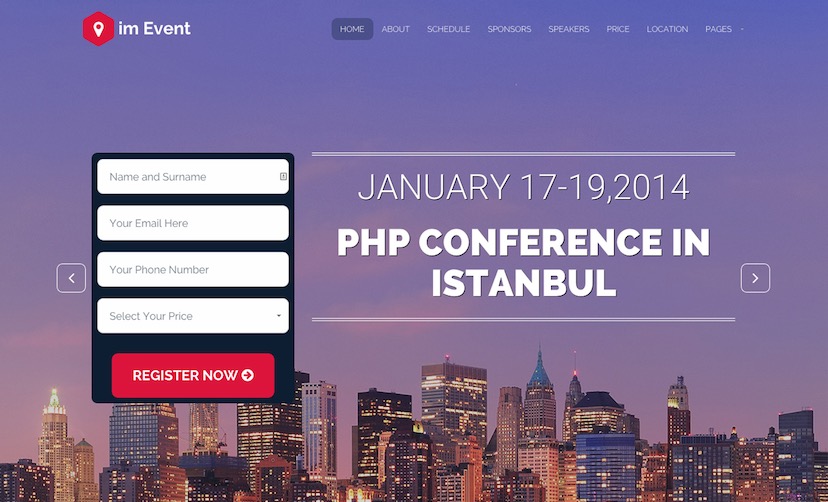 im Event
HOME ABOUT SCHEDULE SPONSORS SPEAKERS PRICE LOCATION PAGES
Name and Surname
Your Email Here
Your Phone Number
Select Your Price
REGISTER NOW
JANUARY 17-19,2014
PHP CONFERENCE IN
ISTANBUL